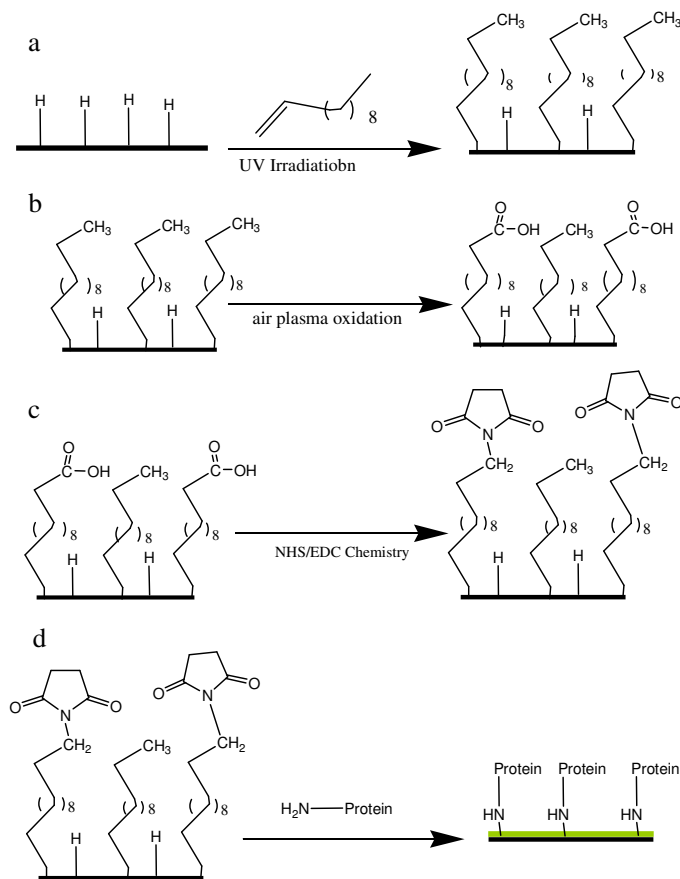 a
H H H H
( )8
UV Irradiatiobn
CH3 CH3 CH3
( )8 ( )8 ( )8
H H
b
CH3 CH3 CH3
( )8 ( )8 ( )8
H H
air plasma oxidation
O O
C OH CH3 C OH
( )8 ( )8 ( )8
H H
c
O O
C OH CH3 C OH
( )8 ( )8 ( )8
H H
NHS/EDC Chemistry
O N O O N O
CH2 CH3 CH2
( )8 ( )8 ( )8
H H
d
O N O O N O
CH2 CH3 CH2
( )8 ( )8 ( )8
H H
H2N Protein
Protein Protein Protein
HN HN HN